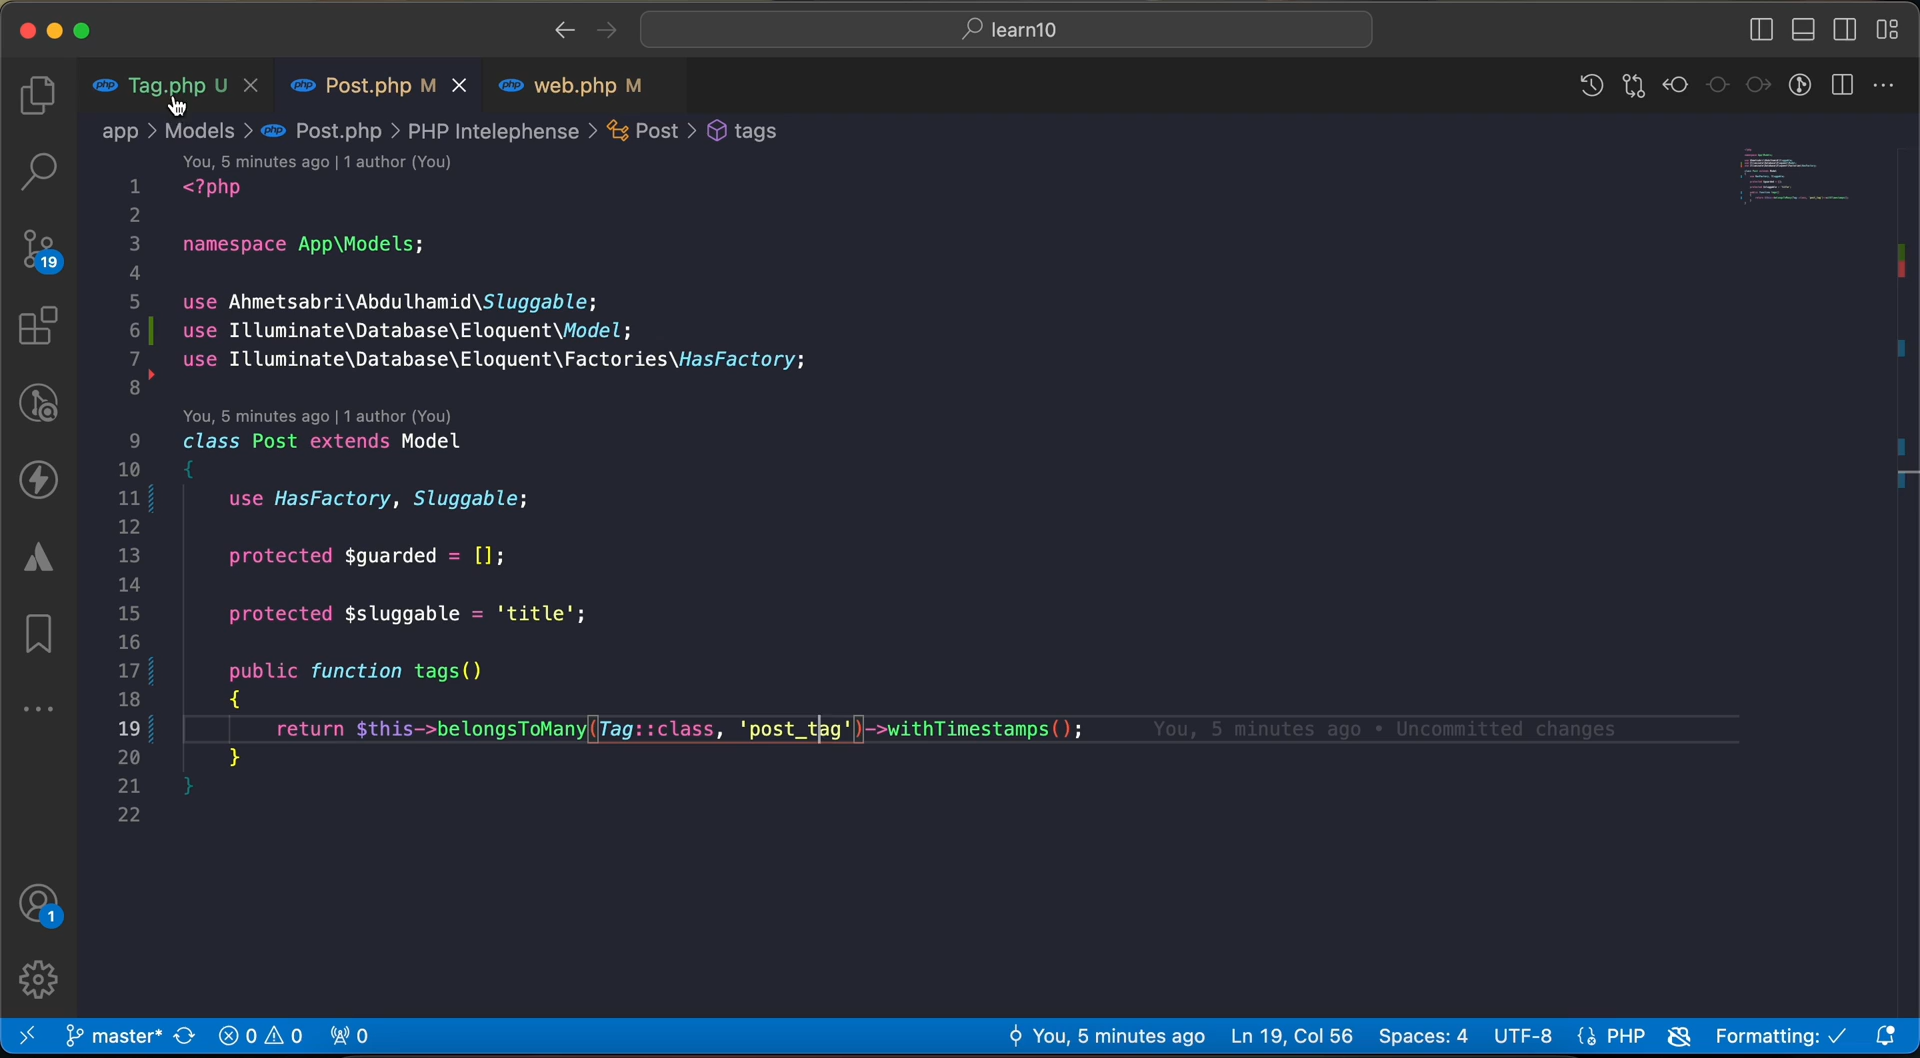 learn10
php Tag.php U php Post.php M php web.php M
app > Models > php Post.php > PHP Intelephense > Post > tags
You, 5 minutes ago | 1 author (You)
1 <?php
2
3 namespace App\Models;
4
5 use Ahmetsabri\Abdulhamid\Sluggable;
6 use Illuminate\Database\Eloquent\Model;
7 use Illuminate\Database\Eloquent\Factories\HasFactory;
8
You, 5 minutes ago | 1 author (You)
9 class Post extends Model
10 {
11 use HasFactory, Sluggable;
12
13 protected $guarded = [];
14
15 protected $sluggable = 'title';
16
17 public function tags()
18 {
19 return $this->belongsToMany(Tag::class, 'post_tag')->withTimestamps(); You, 5 minutes ago • Uncommitted changes
20 }
21 }
22
19
1
master* 0 0 0 You, 5 minutes ago Ln 19, Col 56 Spaces: 4 UTF-8 PHP Formatting: ✓